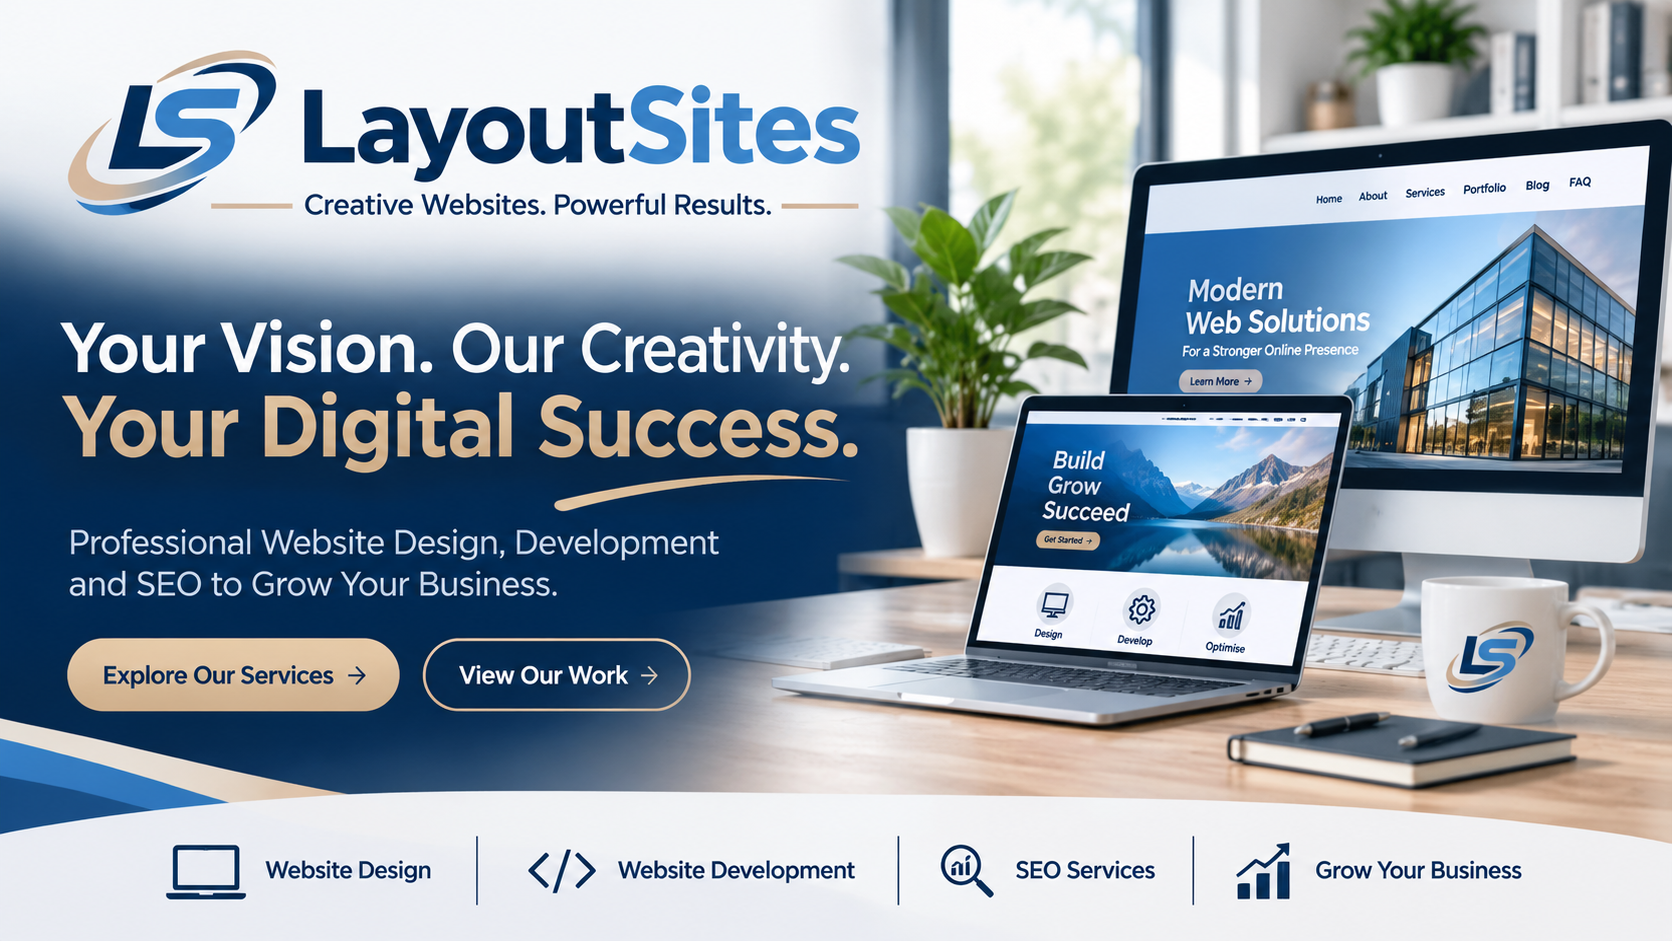 LS
LayoutSites
Creative Websites. Powerful Results.
Your Vision. Our Creativity.
Your Digital Success.
Professional Website Design, Development
and SEO to Grow Your Business.
Explore Our Services →
View Our Work →
Home About Services Portfolio Blog FAQ
Modern
Web Solutions
For a Stronger Online Presence
Learn More →
Build
Grow
Succeed
Get Started →
Design
Develop
Optimise
LS
Website Design
</> Website Development
SEO Services
Grow Your Business